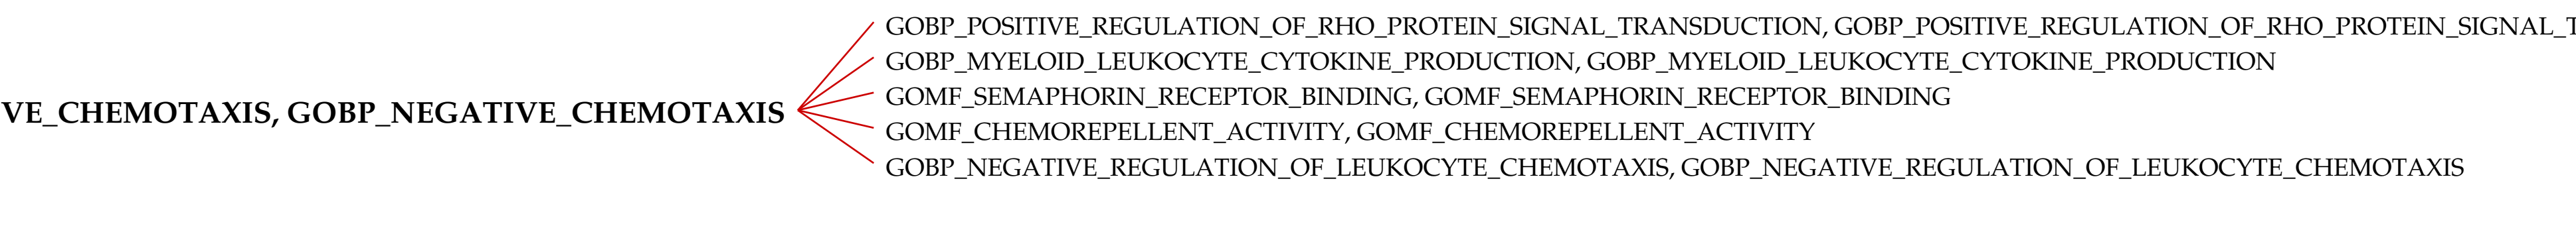 GOBP_POSITIVE_REGULATION_OF_RHO_PROTEIN_SIGNAL_TRANSDUCTION, GOBP_POSITIVE_REGULATION_OF_RHO_PROTEIN_SIGNAL_T
GOBP_MYELOID_LEUKOCYTE_CYTOKINE_PRODUCTION, GOBP_MYELOID_LEUKOCYTE_CYTOKINE_PRODUCTION
GOMF_SEMAPHORIN_RECEPTOR_BINDING, GOMF_SEMAPHORIN_RECEPTOR_BINDING
VE_CHEMOTAXIS, GOBP_NEGATIVE_CHEMOTAXIS
GOMF_CHEMOREPELLENT_ACTIVITY, GOMF_CHEMOREPELLENT_ACTIVITY
GOBP_NEGATIVE_REGULATION_OF_LEUKOCYTE_CHEMOTAXIS, GOBP_NEGATIVE_REGULATION_OF_LEUKOCYTE_CHEMOTAXIS